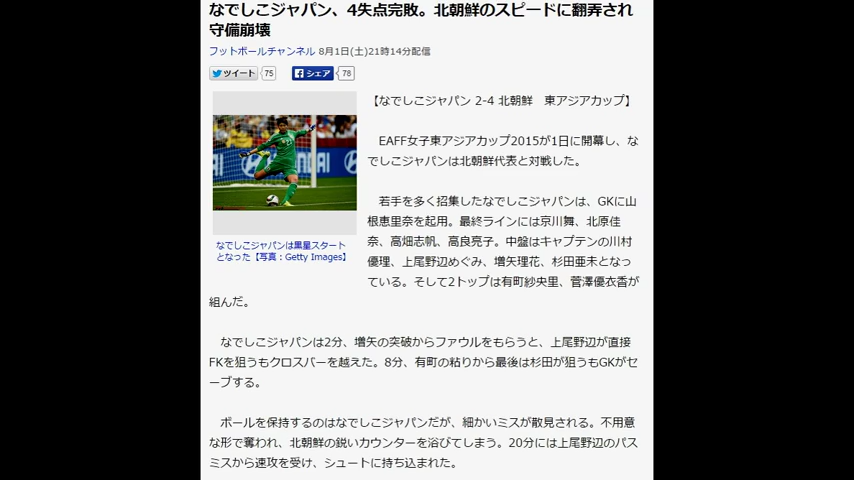 なでしこジャパン、4失点完敗。北朝鮮のスピードに翻弄され
守備崩壊
フットボールチャンネル 8月1日(土)21時14分配信
ツイート 75 シェア 78
【なでしこジャパン 2-4 北朝鮮　東アジアカップ】
EAFF女子東アジアカップ2015が1日に開幕し、な
でしこジャパンは北朝鮮代表と対戦した。
若手を多く招集したなでしこジャパンは、GKに山
根恵里奈を起用。最終ラインには京川舞、北原佳
奈、高畑志帆、高良亮子。中盤はキャプテンの川村
優理、上尾野辺めぐみ、増矢理花、杉田亜未となっ
ている。そして2トップは有町紗央里、菅澤優衣香が
組んだ。
なでしこジャパンは黒星スタート
となった【写真：Getty Images】
なでしこジャパンは2分、増矢の突破からファウルをもらうと、上尾野辺が直接
FKを狙うもクロスバーを越えた。8分、有町の粘りから最後は杉田が狙うもGKがセ
ーブする。
ボールを保持するのはなでしこジャパンだが、細かいミスが散見される。不用意
な形で奪われ、北朝鮮の鋭いカウンターを浴びてしまう。20分には上尾野辺のパス
ミスから速攻を受け、シュートに持ち込まれた。